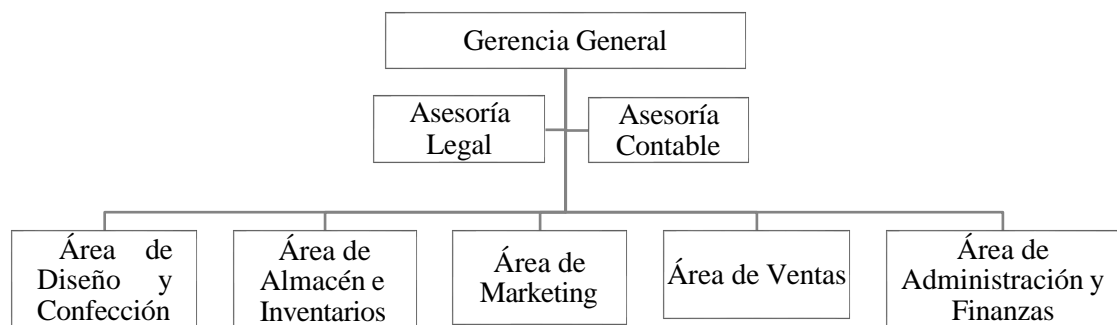 Gerencia General
Asesoría
Legal
Asesoría
Contable
Área de
Diseño y
Confección
Área de
Almacén e
Inventarios
Área de
Marketing
Área de Ventas
Área de
Administración y
Finanzas